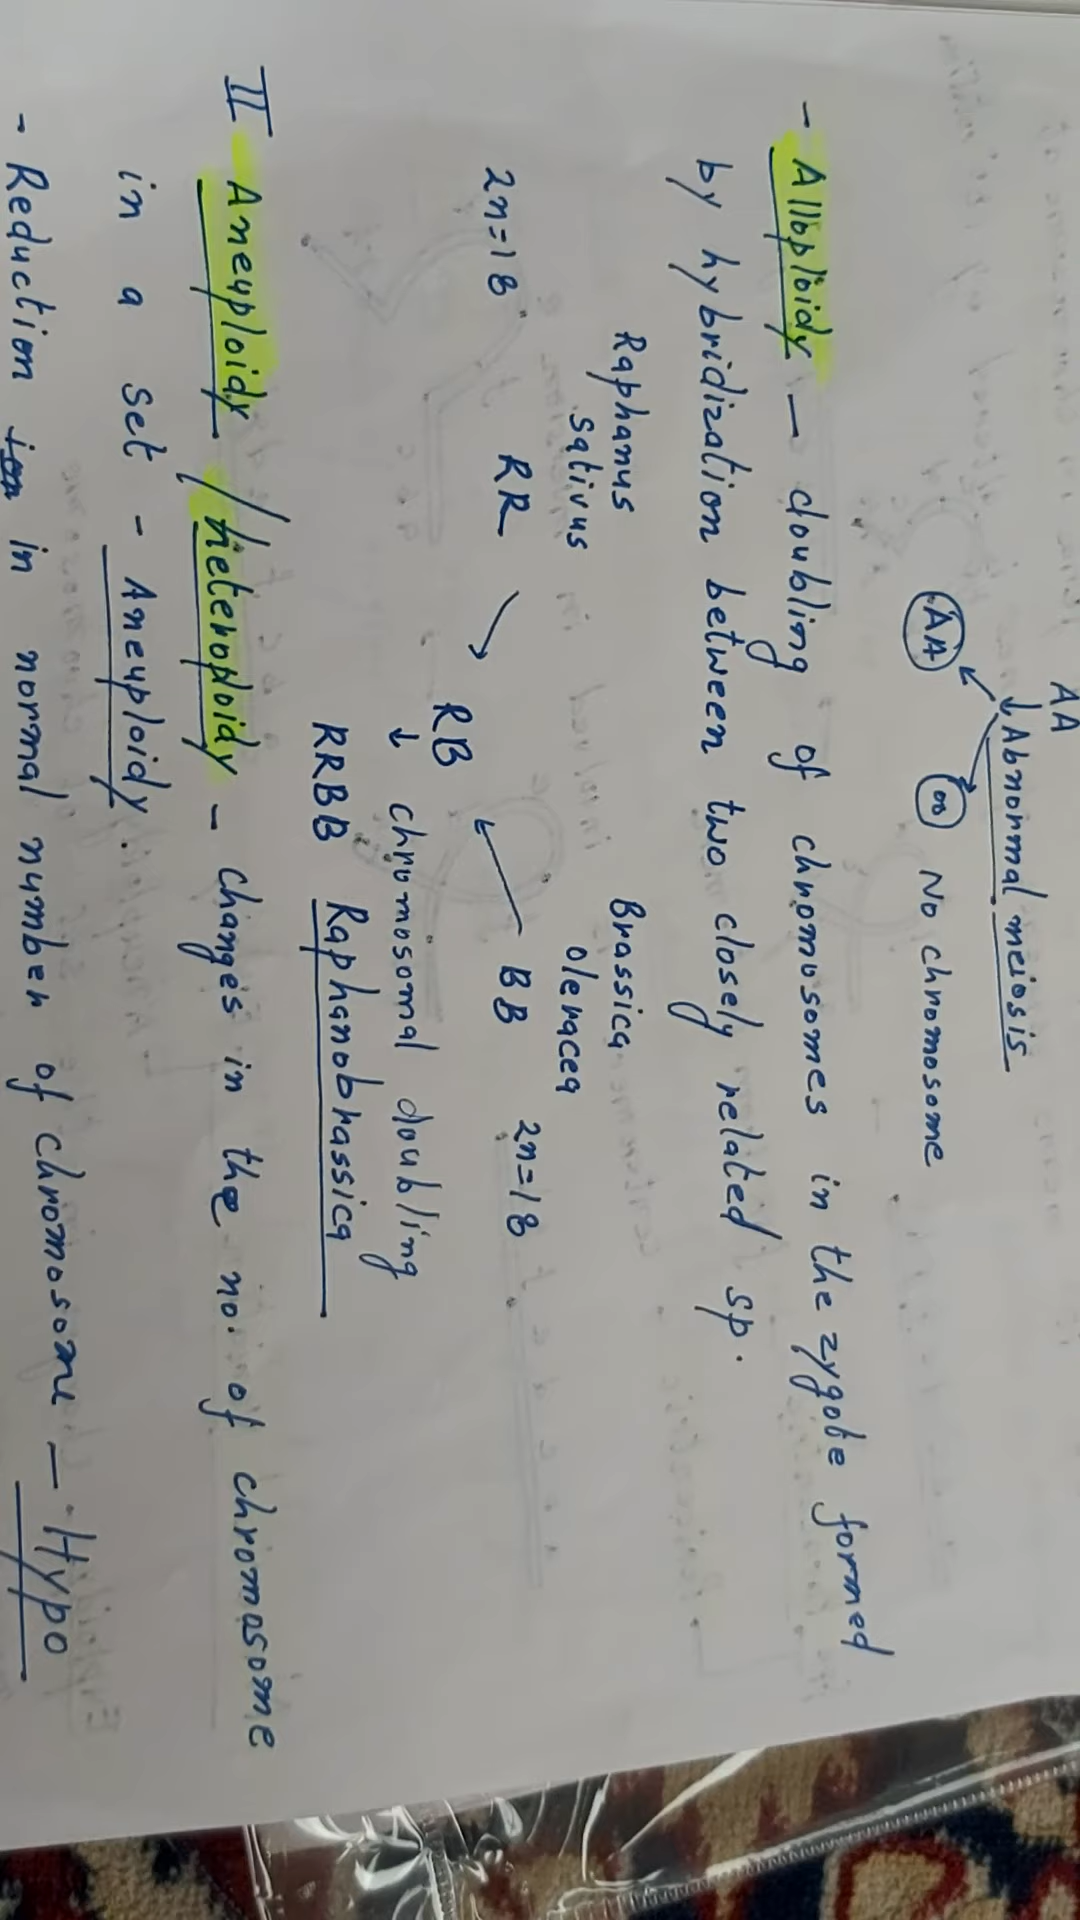 AA
↓ Abnormal meiosis
AA or No chromosome
- Alloploidy - doubling of chromosomes in the zygote formed
by hybridization between two closely related sp.
Raphanus sativus Brassica oleracea
2n=18 RR BB 2n=18
RB
↓ chromosomal doubling
RRBB Raphanobrassica
II Aneuploidy / heteroploidy - changes in the no. of chromosome
in a set - Aneuploidy.
- Reduction in normal number of chromosome - Hypo